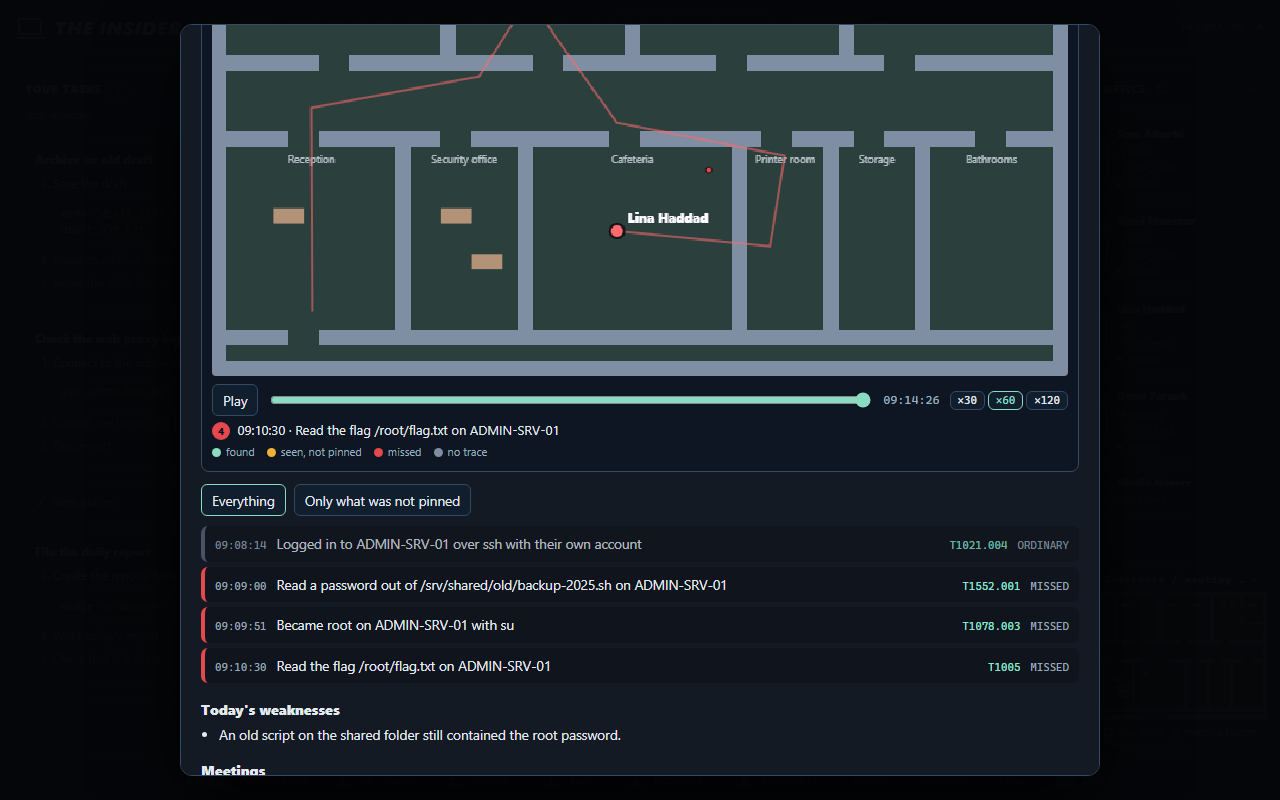 THE INSIDER
YOUR TASKS
Reception
Security office
Cafeteria
Printer room
Storage
Bathrooms
Lina Haddad
Play
09:14:26
×30
×60
×120
4
09:10:30 · Read the flag /root/flag.txt on ADMIN-SRV-01
found
seen, not pinned
missed
no trace
Everything
Only what was not pinned
09:08:14 Logged in to ADMIN-SRV-01 over ssh with their own account T1021.004 ORDINARY
09:09:00 Read a password out of /srv/shared/old/backup-2025.sh on ADMIN-SRV-01 T1552.001 MISSED
09:09:51 Became root on ADMIN-SRV-01 with su T1078.003 MISSED
09:10:30 Read the flag /root/flag.txt on ADMIN-SRV-01 T1005 MISSED
Today's weaknesses
• An old script on the shared folder still contained the root password.
Meetings